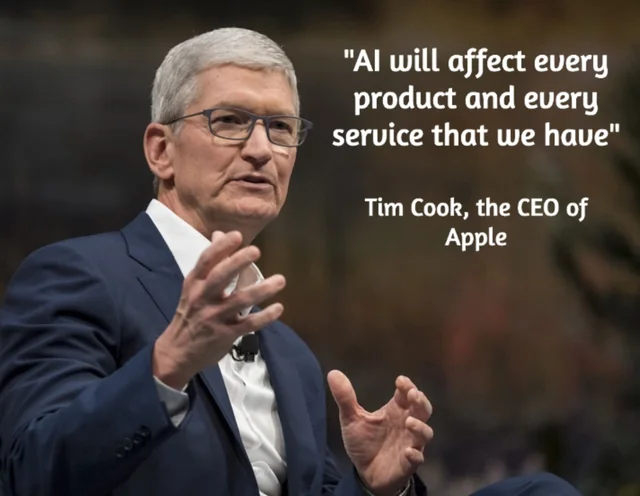 "AI will affect every
product and every
service that we have"
Tim Cook, the CEO of
Apple